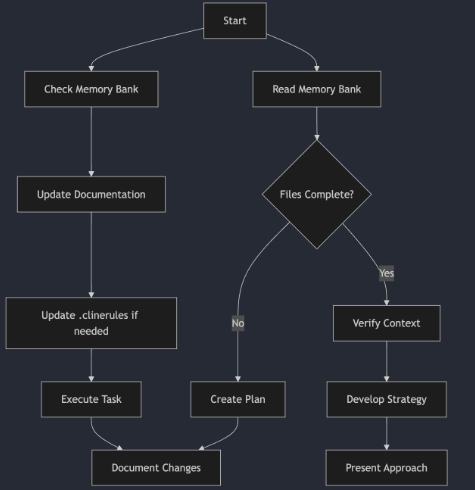 Start
Check Memory Bank
Read Memory Bank
Update Documentation
Files Complete?
Yes
No
Update .clinerules if
needed
Verify Context
Execute Task
Create Plan
Develop Strategy
Document Changes
Present Approach